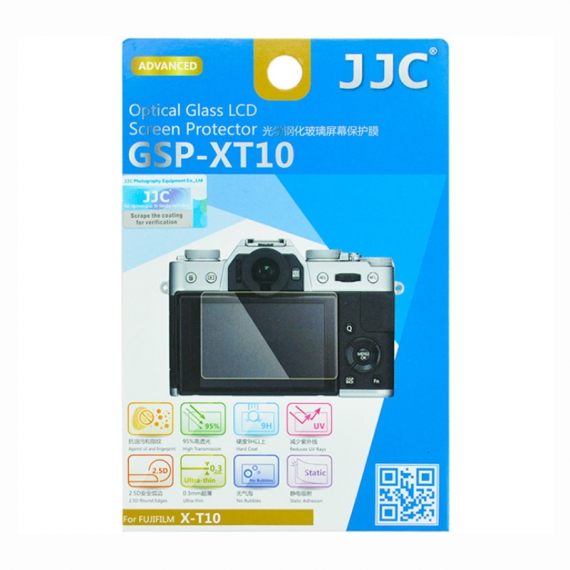 ADVANCED
JJC®
Optical Glass LCD
Screen Protector 光学钢化玻璃屏幕保护膜
GSP-XT10
JJC Photography Equipment Co.,Ltd
JJC
Scrape the coating
for verification
Q
MENU
OK
Fn
95%
9H
UV
抗油污和指纹
95%高透光
硬度9H以上
减少紫外线
Against oil and fingerprint
High Transmission
Hard Coat
Reduces UV Rays
2.5D
Ultra-thin
0.3mm
Static
2.5D安全弧边
0.3mm超薄
无气泡
静电吸附
2.5D Round Edges
Ultra thin
No Bubbles
Static Adhesion
For FUJIFILM X-T10